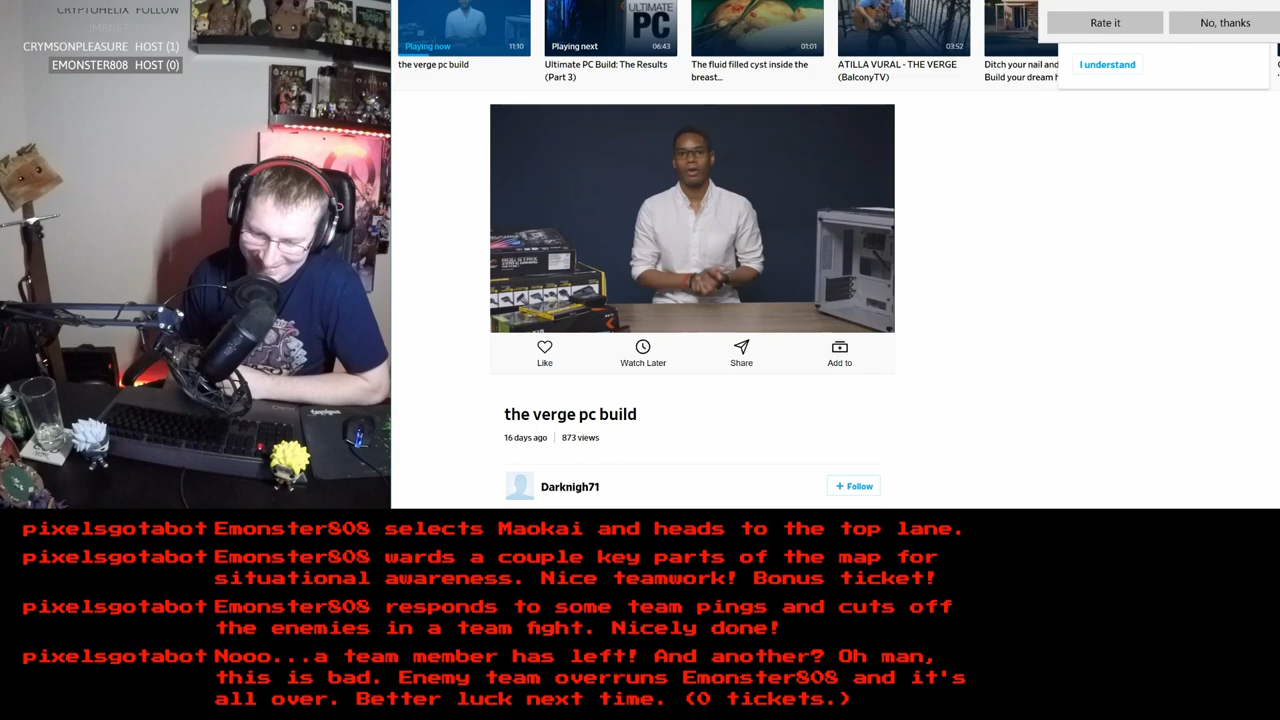 CRYPTOHELIX FOLLOW
CRYMSONPLEASURE HOST (1)
EMONSTER808 HOST (0)
Playing now
11:10
the verge pc build
ULTIMATE
PC
Playing next
06:43
Ultimate PC Build: The Results
(Part 3)
01:01
The fluid filled cyst inside the
breast...
03:52
ATILLA VURAL - THE VERGE
(BalconyTV)
Ditch your nail and
Build your dream h
Rate it
No, thanks
I understand
Like
Watch Later
Share
Add to
the verge pc build
16 days ago
873 views
Darknigh71
+ Follow
pixelsgotabot Emonster808 selects Maokai and heads to the top lane.
pixelsgotabot Emonster808 wards a couple key parts of the map for
situational awareness. Nice teamwork! Bonus ticket!
pixelsgotabot Emonster808 responds to some team pings and cuts off
the enemies in a team fight. Nicely done!
pixelsgotabot Nooo...a team member has left! And another? Oh man,
this is bad. Enemy team overruns Emonster808 and it's
all over. Better luck next time. (0 tickets.)